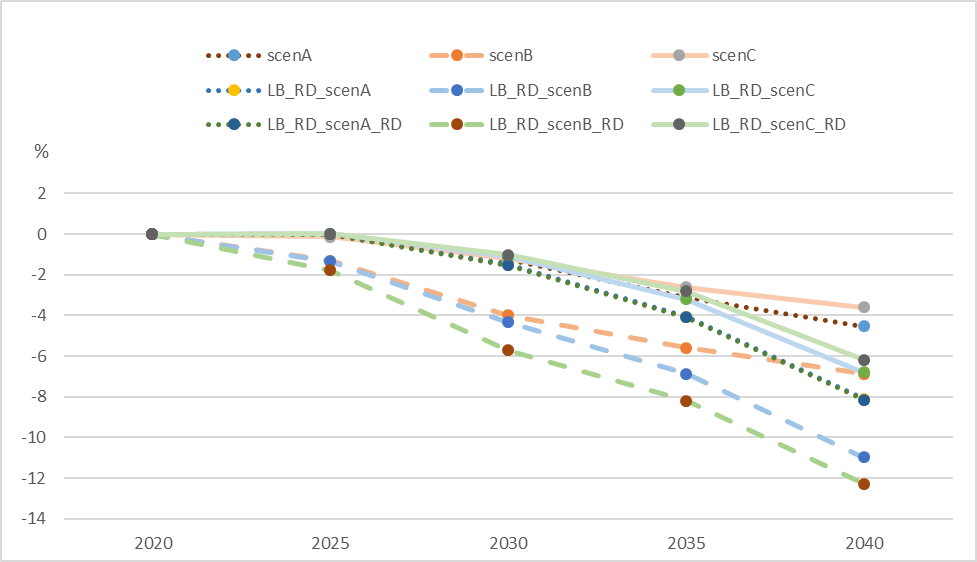 scenA scenB scenC
LB_RD_scenA LB_RD_scenB LB_RD_scenC
LB_RD_scenA_RD LB_RD_scenB_RD LB_RD_scenC_RD
%
2
0
-2
-4
-6
-8
-10
-12
-14
2020 2025 2030 2035 2040